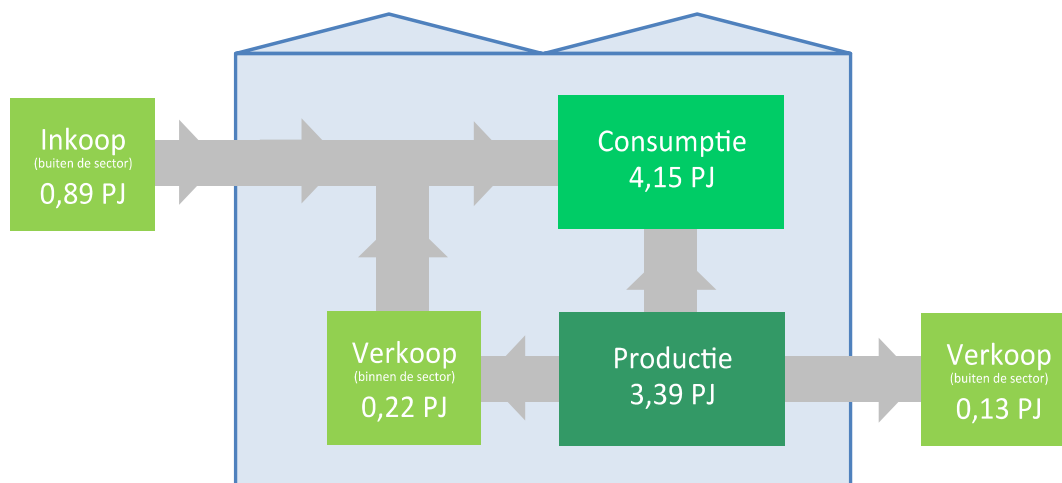 Inkoop
(buiten de sector)
0,89 PJ
Consumptie
4,15 PJ
Verkoop
(binnen de sector)
0,22 PJ
Productie
3,39 PJ
Verkoop
(buiten de sector)
0,13 PJ